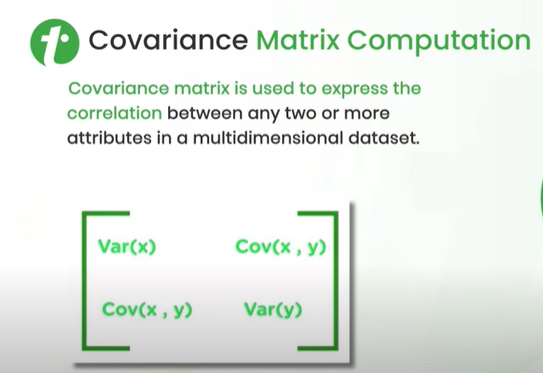 Covariance Matrix Computation
Covariance matrix is used to express the
correlation between any two or more
attributes in a multidimensional dataset.
Var(x) Cov(x , y)
Cov(x , y) Var(y)